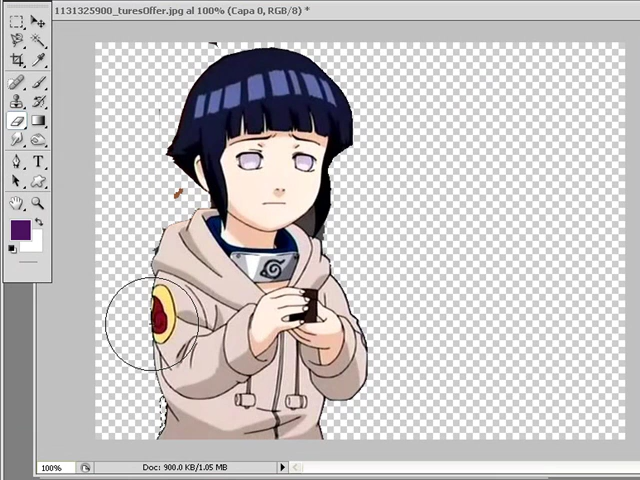 1131325900_turesOffer.jpg al 100% (Capa 0, RGB/8) *
T
100%
Doc: 900.0 KB/1.05 MB